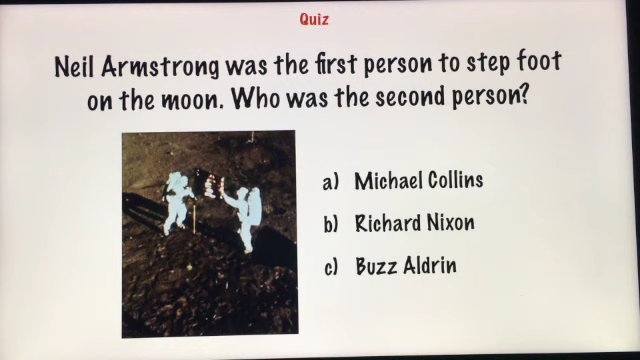 Quiz
Neil Armstrong was the first person to step foot
on the moon. Who was the second person?
a) Michael Collins
b) Richard Nixon
c) Buzz Aldrin